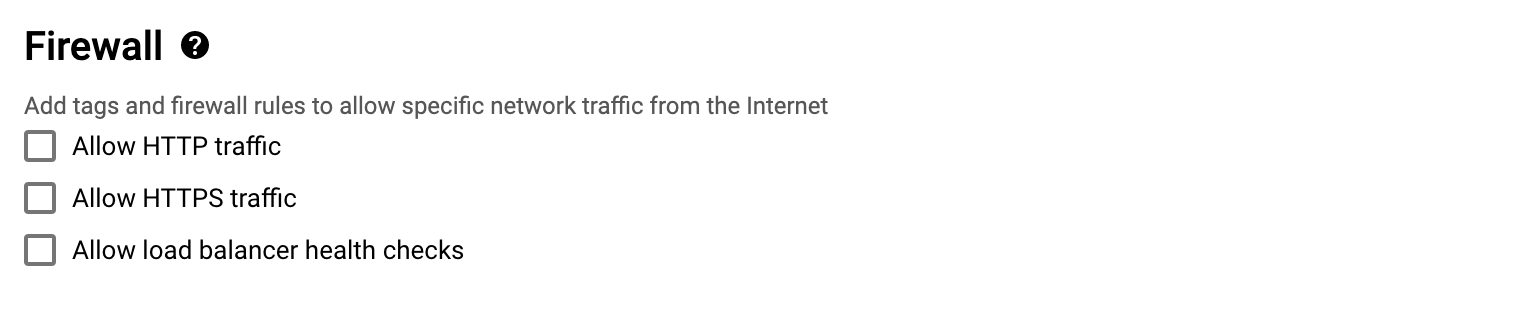 Firewall
Add tags and firewall rules to allow specific network traffic from the Internet
Allow HTTP traffic
Allow HTTPS traffic
Allow load balancer health checks